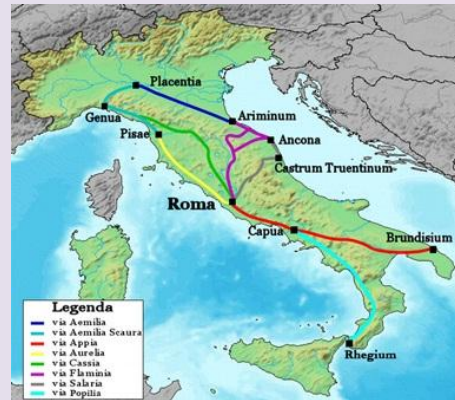 Placentia
Genua
Ariminum
Pisae
Ancona
Castrum Truentinum
Roma
Capua
Brundisium
Rhegium
Legenda
via Aemilia
via Aemilia Scaura
via Appia
via Aurelia
via Cassia
via Flaminia
via Salaria
via Popilia